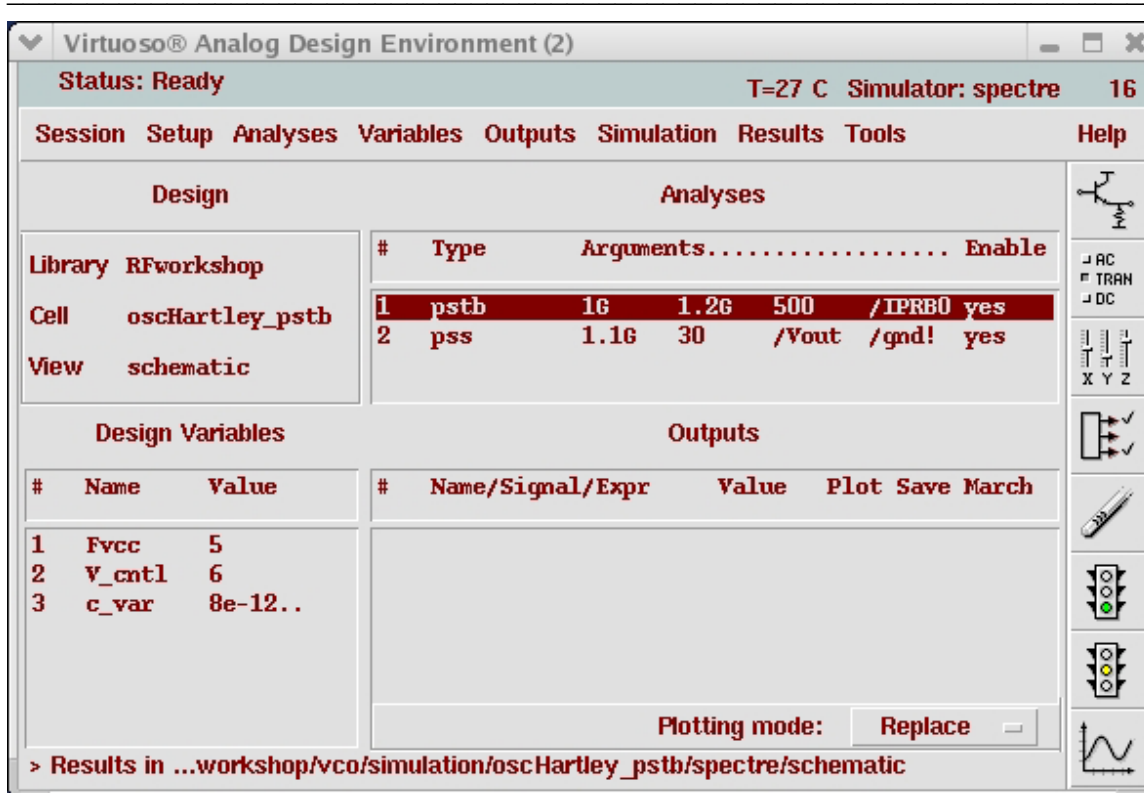 Virtuoso® Analog Design Environment (2)
Status: Ready
T=27 C Simulator: spectre 16
Session Setup Analyses Variables Outputs Simulation Results Tools Help
Design
Analyses
Library RFworkshop
Cell oscHartley_pstb
View schematic
# Type Arguments................... Enable
1 pstb 1G 1.2G 500 /IPRB0 yes
2 pss 1.1G 30 /Vout /gnd! yes
Design Variables
Outputs
# Name Value
# Name/Signal/Expr Value Plot Save March
1 Fvcc 5
2 V_cntl 6
3 c_var 8e-12..
Plotting mode: Replace
> Results in ...workshop/vco/simulation/oscHartley_pstb/spectre/schematic
AC
TRAN
DC
X Y Z